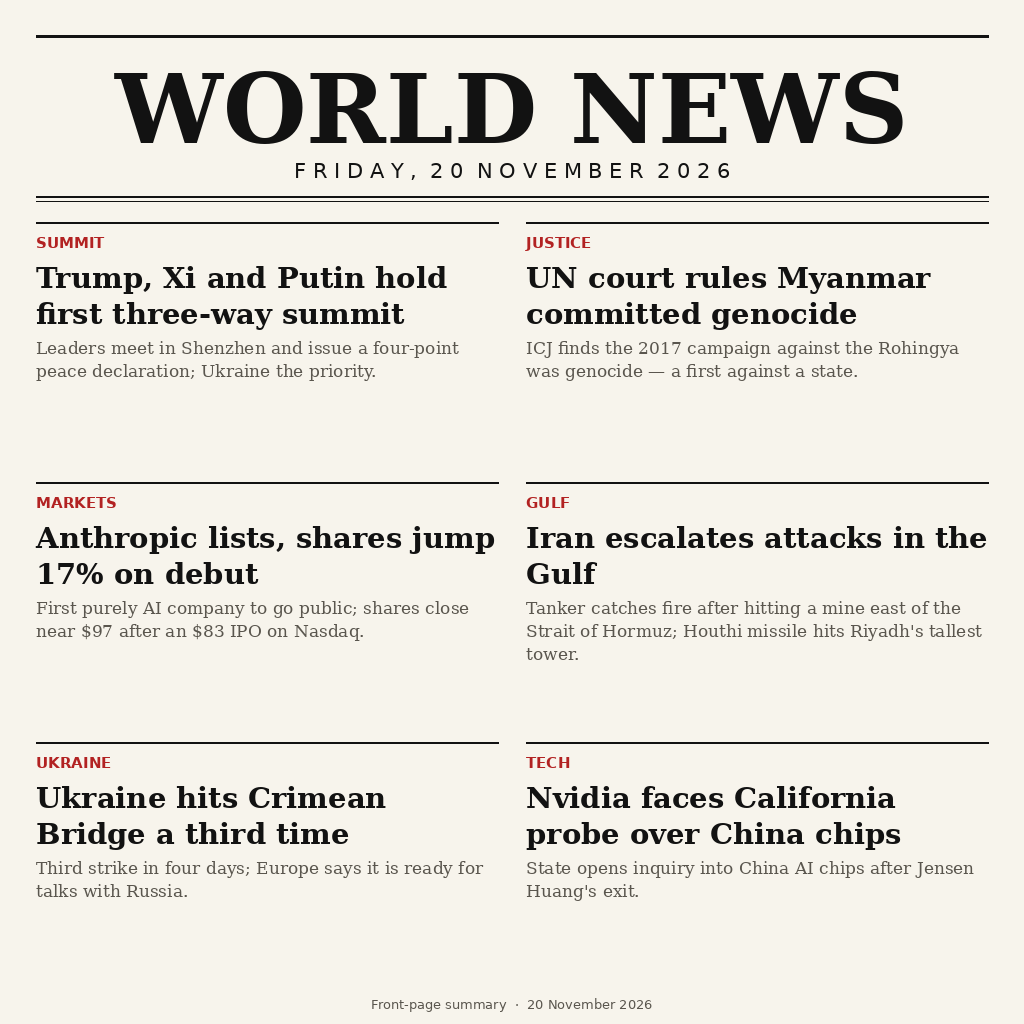 WORLD NEWS
FRIDAY, 20 NOVEMBER 2026
SUMMIT
Trump, Xi and Putin hold
first three-way summit
Leaders meet in Shenzhen and issue a four-point
peace declaration; Ukraine the priority.
JUSTICE
UN court rules Myanmar
committed genocide
ICJ finds the 2017 campaign against the Rohingya
was genocide — a first against a state.
MARKETS
Anthropic lists, shares jump
17% on debut
First purely AI company to go public; shares close
near $97 after an $83 IPO on Nasdaq.
GULF
Iran escalates attacks in the
Gulf
Tanker catches fire after hitting a mine east of the
Strait of Hormuz; Houthi missile hits Riyadh's tallest
tower.
UKRAINE
Ukraine hits Crimean
Bridge a third time
Third strike in four days; Europe says it is ready for
talks with Russia.
TECH
Nvidia faces California
probe over China chips
State opens inquiry into China AI chips after Jensen
Huang's exit.
Front-page summary · 20 November 2026